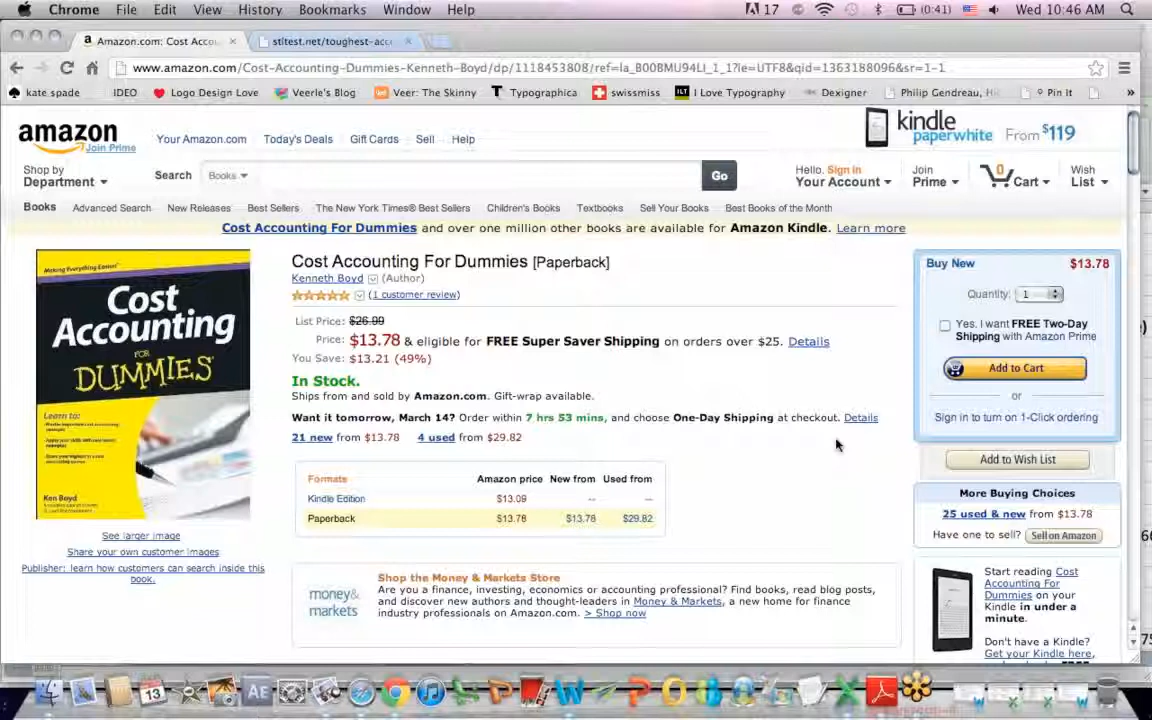 Chrome File Edit View History Bookmarks Window Help 17 (0:41) Wed 10:46 AM
Amazon.com: Cost Accou stltest.net/toughest-acc
www.amazon.com/Cost-Accounting-Dummies-Kenneth-Boyd/dp/1118453808/ref=la_B00BMU94LI_1_1?ie=UTF8&qid=1363188096&sr=1-1
kate spade IDEO Logo Design Love Veerle's Blog Veer: The Skinny Typographica swissmiss ILT I Love Typography Dexigner Philip Gendreau, Pin It »
amazon
Join Prime
Your Amazon.com Today's Deals Gift Cards Sell Help
kindle
paperwhite From $119
Shop by
Department
Search Books Go
Hello. Sign in
Your Account
Join
Prime
0
Cart
Wish
List
Books Advanced Search New Releases Best Sellers The New York Times® Best Sellers Children's Books Textbooks Sell Your Books Best Books of the Month
Cost Accounting For Dummies and over one million other books are available for Amazon Kindle. Learn more
Making Everything Easier!
Cost
Accounting
FOR
DUMMIES
Learn to:
Ken Boyd
See larger image
Share your own customer images
Publisher: learn how customers can search inside this
book.
Cost Accounting For Dummies [Paperback]
Kenneth Boyd (Author)
(1 customer review)
List Price: $26.99
Price: $13.78 & eligible for FREE Super Saver Shipping on orders over $25. Details
You Save: $13.21 (49%)
In Stock.
Ships from and sold by Amazon.com. Gift-wrap available.
Want it tomorrow, March 14? Order within 7 hrs 53 mins, and choose One-Day Shipping at checkout. Details
21 new from $13.78 4 used from $29.82
Formats Amazon price New from Used from
Kindle Edition $13.09 -- --
Paperback $13.78 $13.78 $29.82
money&
markets
Shop the Money & Markets Store
Are you a finance, investing, economics or accounting professional? Find books, read blog posts,
and discover new authors and thought-leaders in Money & Markets, a new home for finance
industry professionals on Amazon.com. > Shop now
Buy New $13.78
Quantity: 1
Yes. I want FREE Two-Day
Shipping with Amazon Prime
Add to Cart
or
Sign in to turn on 1-Click ordering
Add to Wish List
More Buying Choices
25 used & new from $13.78
Have one to sell? Sell on Amazon
Start reading Cost
Accounting For
Dummies on your
Kindle in under a
minute.
Don't have a Kindle?
Get your Kindle here,
13
AE